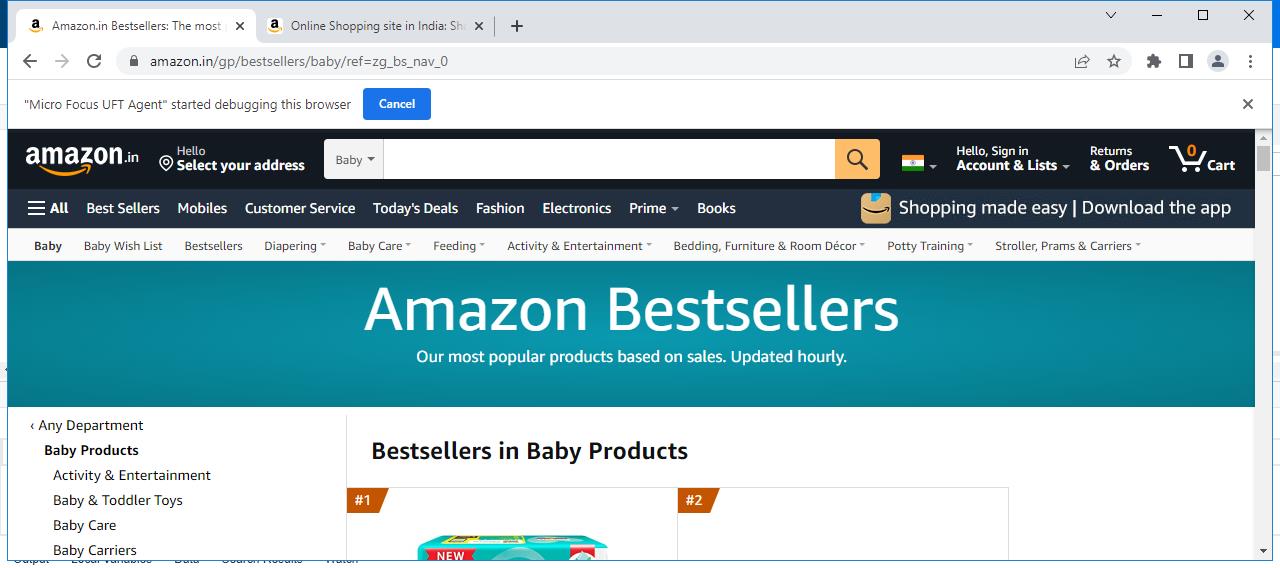 Amazon.in Bestsellers: The most
Online Shopping site in India: Sh
amazon.in/gp/bestsellers/baby/ref=zg_bs_nav_0
"Micro Focus UFT Agent" started debugging this browser
Cancel
amazon.in
Hello
Select your address
Baby
Hello, Sign in
Account & Lists
Returns
& Orders
0
Cart
All Best Sellers Mobiles Customer Service Today's Deals Fashion Electronics Prime Books
Shopping made easy | Download the app
Baby Baby Wish List Bestsellers Diapering Baby Care Feeding Activity & Entertainment Bedding, Furniture & Room Décor Potty Training Stroller, Prams & Carriers
Amazon Bestsellers
Our most popular products based on sales. Updated hourly.
‹ Any Department
Baby Products
Activity & Entertainment
Baby & Toddler Toys
Baby Care
Baby Carriers
Bestsellers in Baby Products
#1
#2
NEW